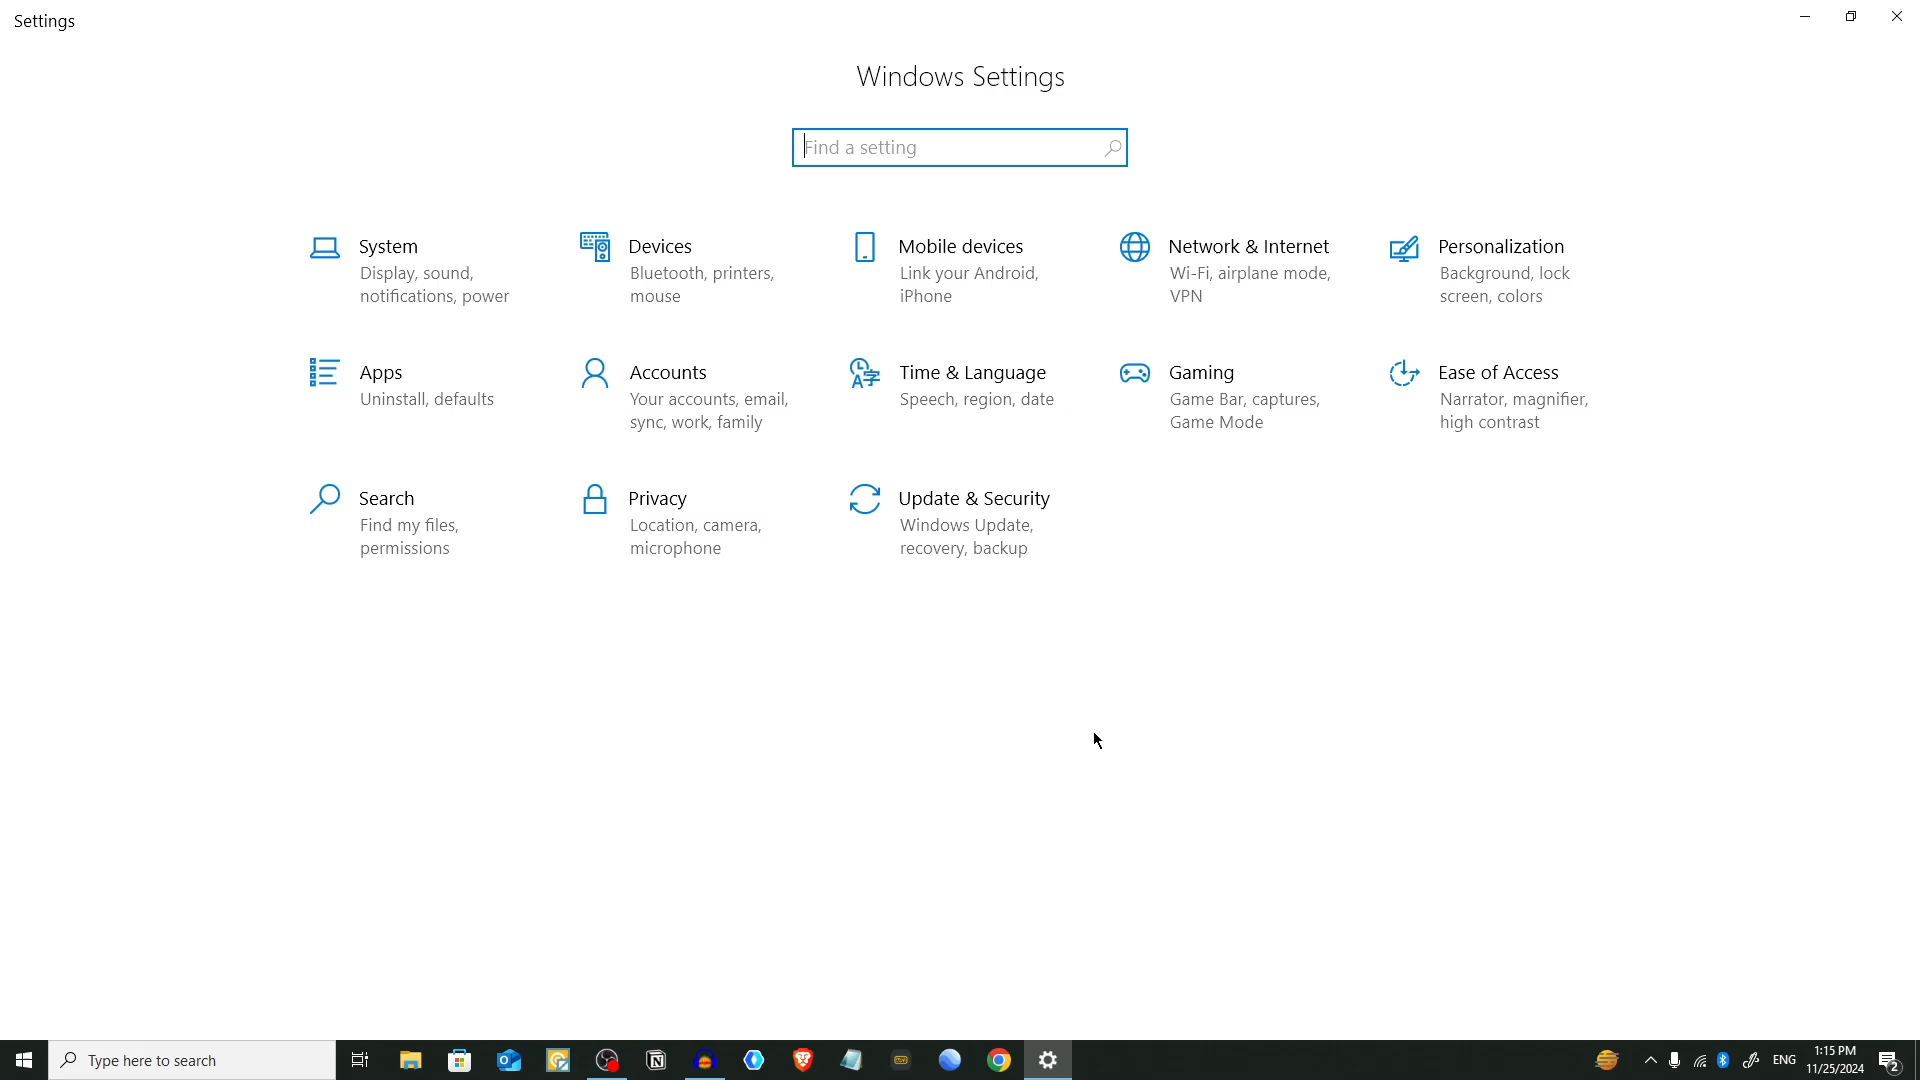 Settings
Windows Settings
Find a setting
System
Display, sound,
notifications, power
Devices
Bluetooth, printers,
mouse
Mobile devices
Link your Android,
iPhone
Network & Internet
Wi-Fi, airplane mode,
VPN
Personalization
Background, lock
screen, colors
Apps
Uninstall, defaults
Accounts
Your accounts, email,
sync, work, family
Time & Language
Speech, region, date
Gaming
Game Bar, captures,
Game Mode
Ease of Access
Narrator, magnifier,
high contrast
Search
Find my files,
permissions
Privacy
Location, camera,
microphone
Update & Security
Windows Update,
recovery, backup
Type here to search
ENG
1:15 PM
11/25/2024
2